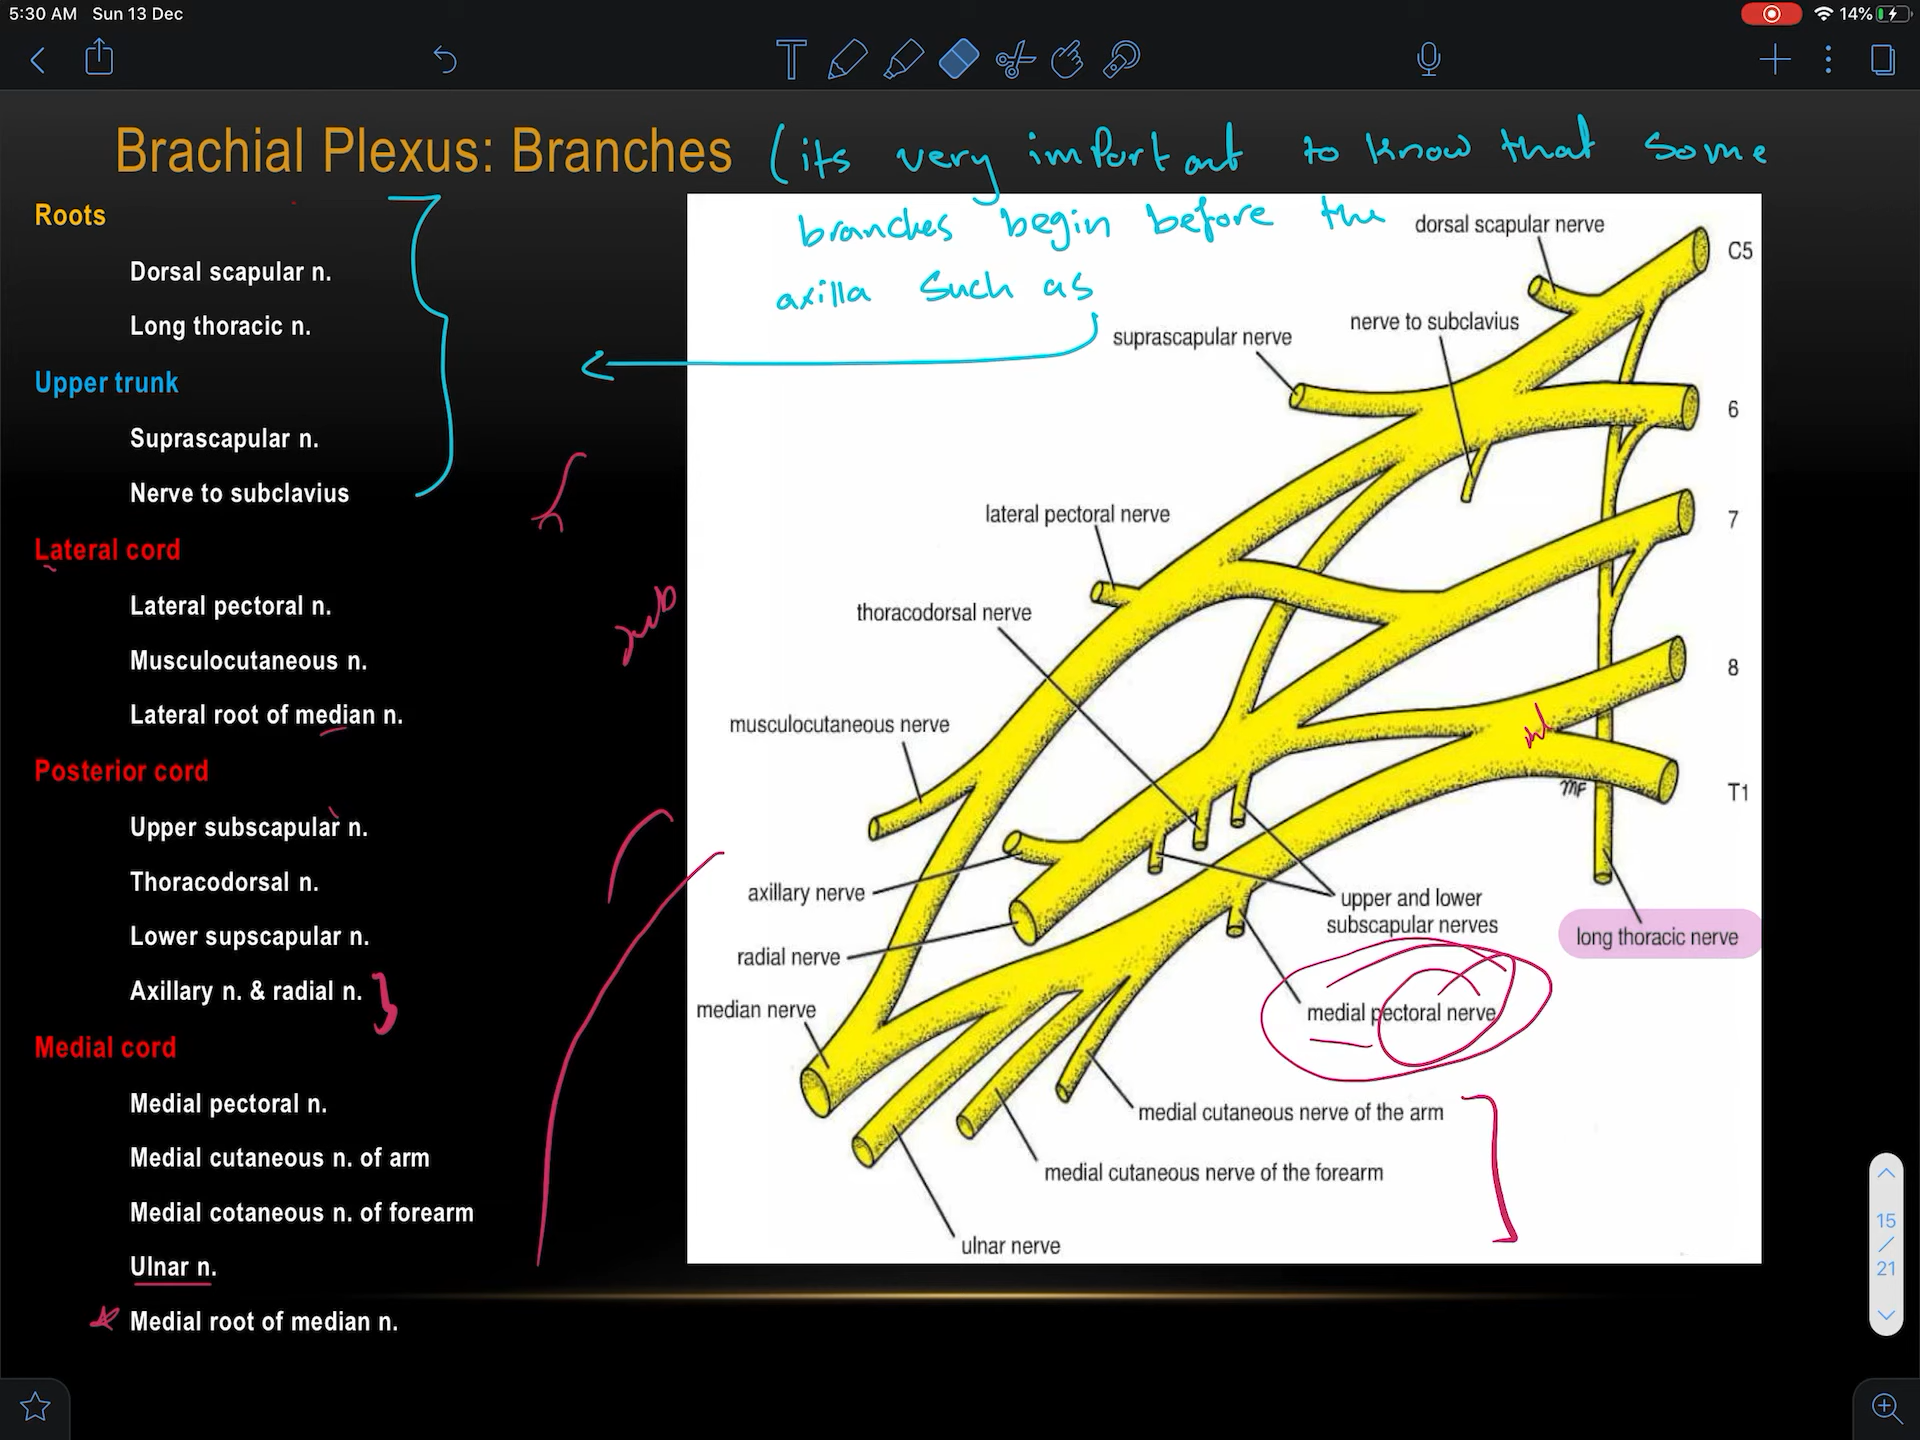 5:30 AM Sun 13 Dec
14%
Brachial Plexus: Branches (its very important to know that some
branches begin before the
axilla such as
Roots
Dorsal scapular n.
Long thoracic n.
Upper trunk
Suprascapular n.
Nerve to subclavius
Lateral cord
Lateral pectoral n.
Musculocutaneous n.
Lateral root of median n.
Posterior cord
Upper subscapular n.
Thoracodorsal n.
Lower supscapular n.
Axillary n. & radial n.
Medial cord
Medial pectoral n.
Medial cutaneous n. of arm
Medial cotaneous n. of forearm
Ulnar n.
Medial root of median n.
dorsal scapular nerve
C5
nerve to subclavius
suprascapular nerve
6
lateral pectoral nerve
7
thoracodorsal nerve
8
musculocutaneous nerve
MF
T1
axillary nerve
upper and lower
subscapular nerves
long thoracic nerve
radial nerve
median nerve
medial pectoral nerve
medial cutaneous nerve of the arm
medial cutaneous nerve of the forearm
ulnar nerve
15
/
21